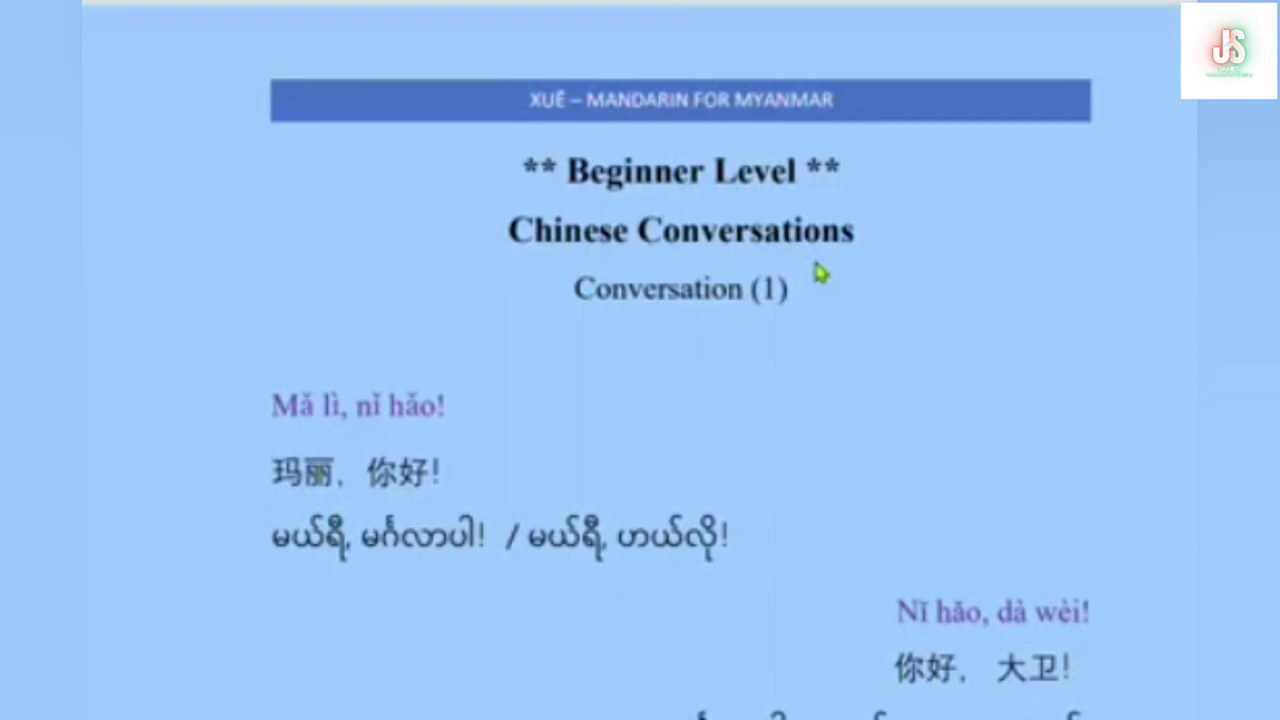 JS
XUÉ – MANDARIN FOR MYANMAR
** Beginner Level **
Chinese Conversations
Conversation (1)
Mǎ lì, nǐ hǎo!
玛丽，你好！
မယ်ရီ, မင်္ဂလာပါ! / မယ်ရီ, ဟယ်လို!
Nǐ hǎo, dà wèi!
你好， 大卫！